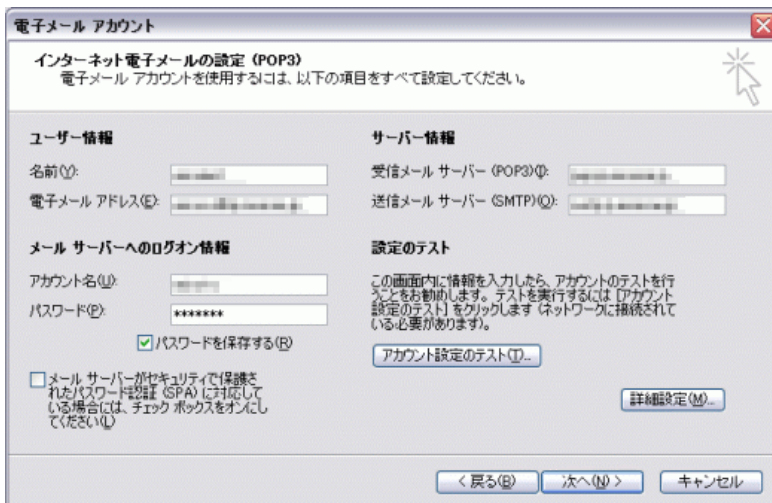 電子メール アカウント
インターネット電子メールの設定 (POP3)
電子メール アカウントを使用するには、以下の項目をすべて設定してください。
ユーザー情報
名前(Y):
電子メール アドレス(E):
メール サーバーへのログオン情報
アカウント名(U):
パスワード(P):
*******
パスワードを保存する(R)
メール サーバーがセキュリティで保護さ
れたパスワード認証 (SPA) に対応して
いる場合には、チェック ボックスをオンにし
てください(L)
サーバー情報
受信メール サーバー (POP3)(I):
送信メール サーバー (SMTP)(O):
設定のテスト
この画面内に情報を入力したら、アカウントのテストを行
うことをお勧めします。テストを実行するには [アカウント
設定のテスト] をクリックします (ネットワークに接続されて
いる必要があります)。
アカウント設定のテスト(T)...
詳細設定(M)...
< 戻る(B)
次へ(N) >
キャンセル